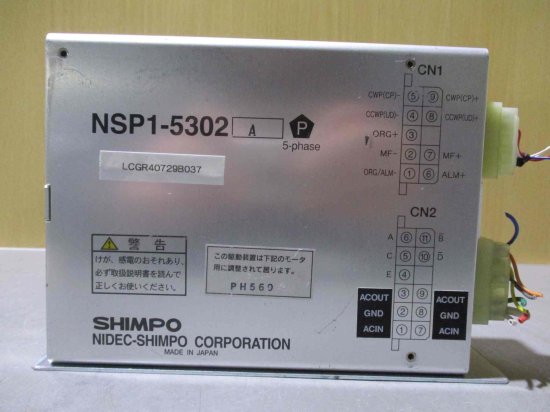 NSP1-5302 A P
5-phase
LCGR40729B037
警告
けが、感電のおそれあり、
必ず取扱説明書を読んで
正しくお使いください。
この駆動装置は下記のモータ
用に調整されて居ります。
PH569
SHIMPO
NIDEC-SHIMPO CORPORATION
MADE IN JAPAN
CN1
CWP(CP)- ⑤ ⑨ CWP(CP)+
CCWP(UD)- ④ ⑧ CCWP(UD)+
ORG+ ③
MF- ② ⑦ MF+
ORG/ALM- ① ⑥ ALM+
CN2
A ⑥ ⑪ B
C ⑤ ⑩ D̅
E ④
ACOUT ③ ⑨ ACOUT
GND ② ⑧ GND
ACIN ① ⑦ ACIN